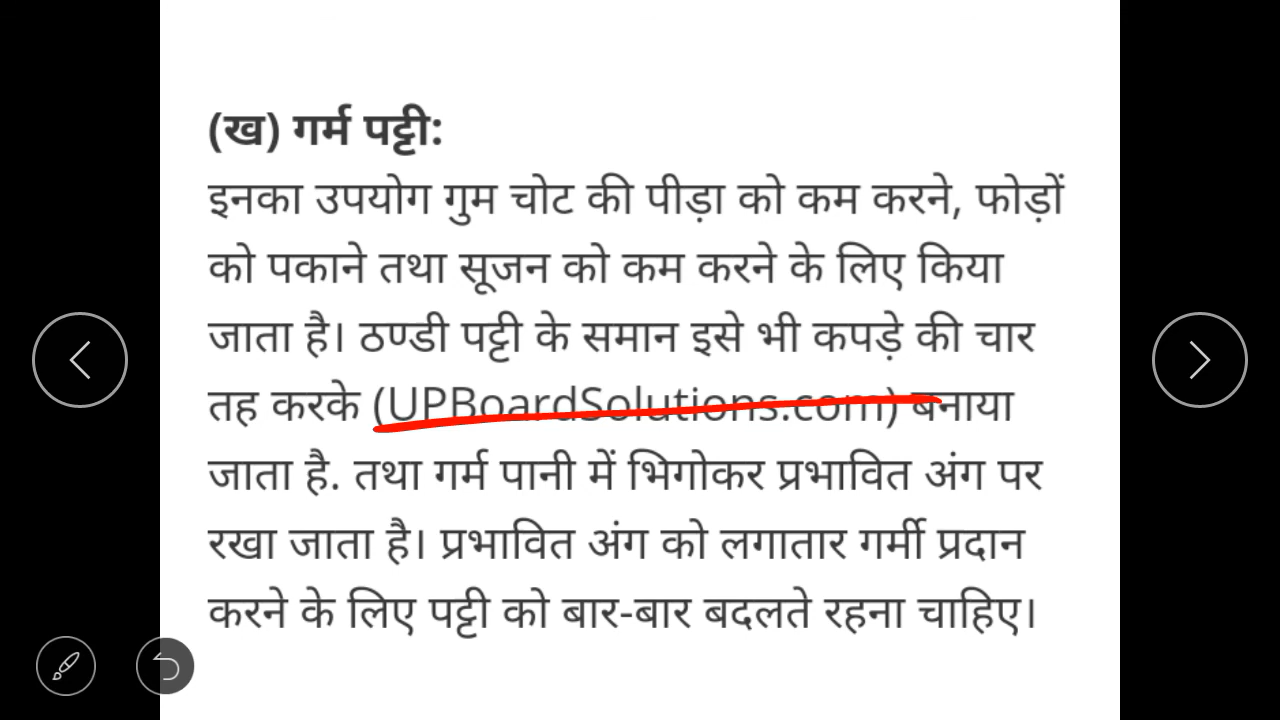 (ख) गर्म पट्टी:
इनका उपयोग गुम चोट की पीड़ा को कम करने, फोड़ों
को पकाने तथा सूजन को कम करने के लिए किया
जाता है। ठण्डी पट्टी के समान इसे भी कपड़े की चार
तह करके (UPBoardSolutions.com) बनाया
जाता है. तथा गर्म पानी में भिगोकर प्रभावित अंग पर
रखा जाता है। प्रभावित अंग को लगातार गर्मी प्रदान
करने के लिए पट्टी को बार-बार बदलते रहना चाहिए।